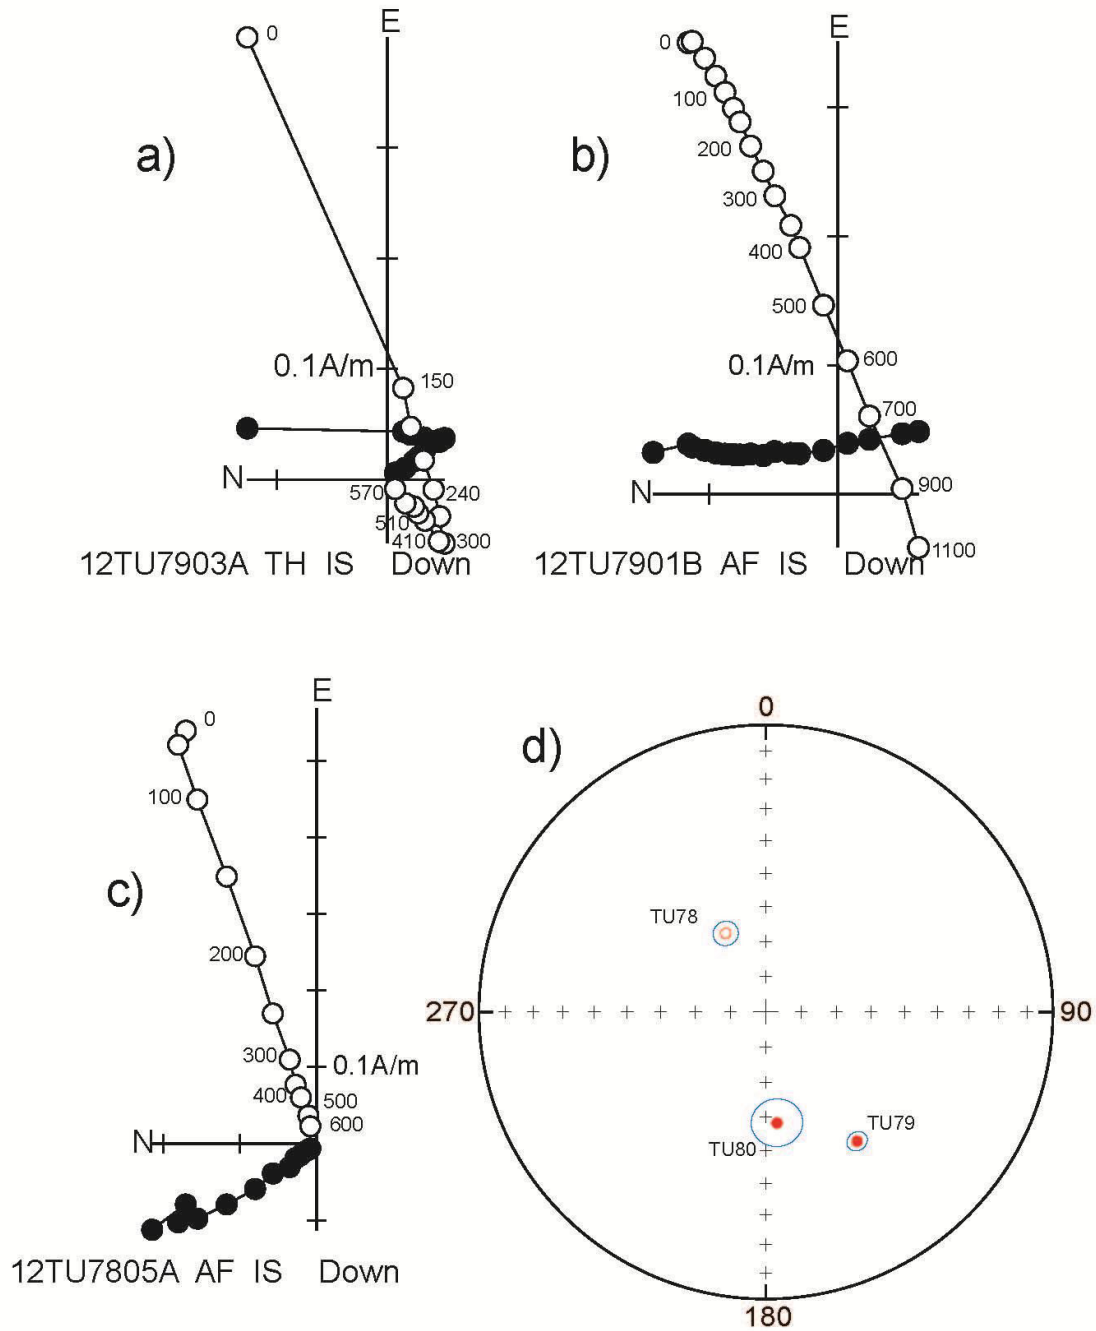 a)
E
0
0.1A/m
150
N
570
240
510
410
300
12TU7903A TH IS Down
b)
E
0
100
200
300
400
500
0.1A/m
600
700
N
900
1100
12TU7901B AF IS Down
c)
E
0
100
200
300
0.1A/m
400
500
600
N
12TU7805A AF IS Down
d)
0
TU78
270
90
TU79
TU80
180